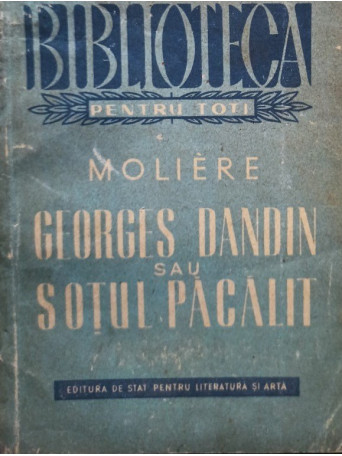 BIBLIOTECA
PENTRU TOȚI
MOLIÈRE
GEORGES DANDIN
SAU
SOȚUL PĂCĂLIT
EDITURA DE STAT PENTRU LITERATURĂ ȘI ARTĂ